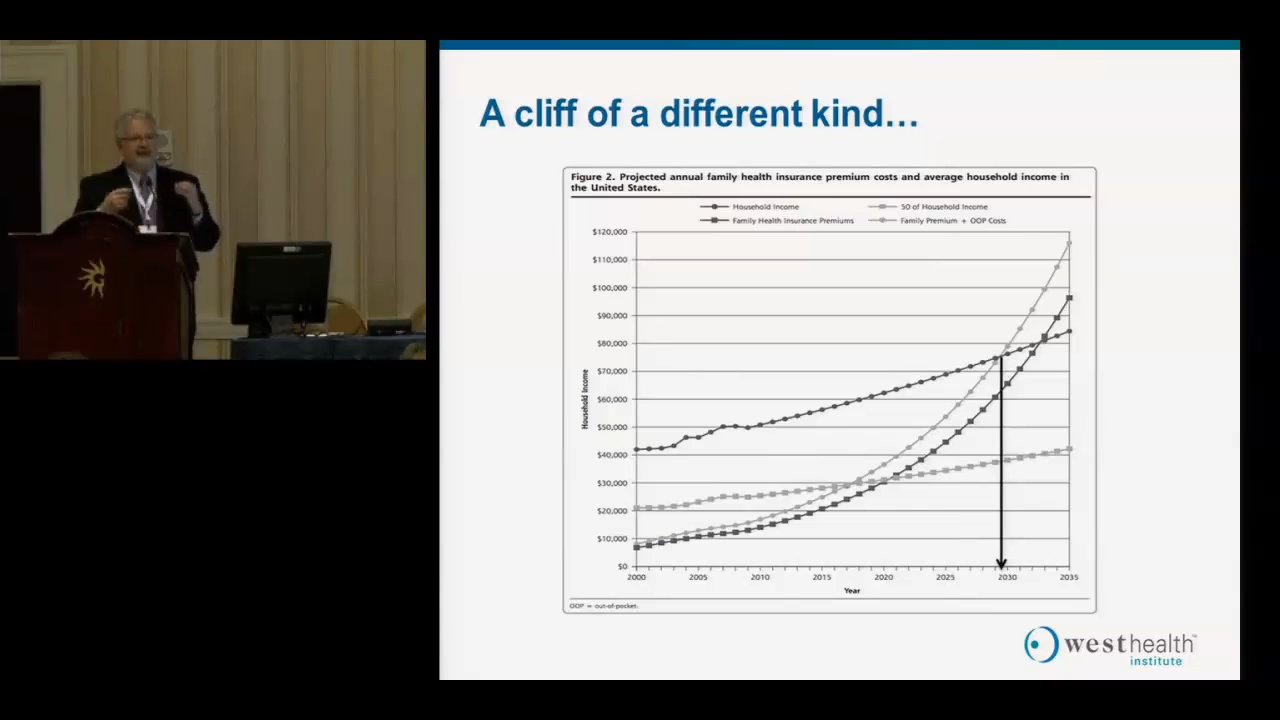 A cliff of a different kind...
Figure 2. Projected annual family health insurance premium costs and average household income in
the United States.
Household Income
50 of Household Income
Family Health Insurance Premiums
Family Premium + OOP Costs
$120,000
$110,000
$100,000
$90,000
$80,000
$70,000
$60,000
$50,000
$40,000
$30,000
$20,000
$10,000
$0
Household Income
2000
2005
2010
2015
2020
2025
2030
2035
Year
OOP = out-of-pocket.
westhealth™
institute